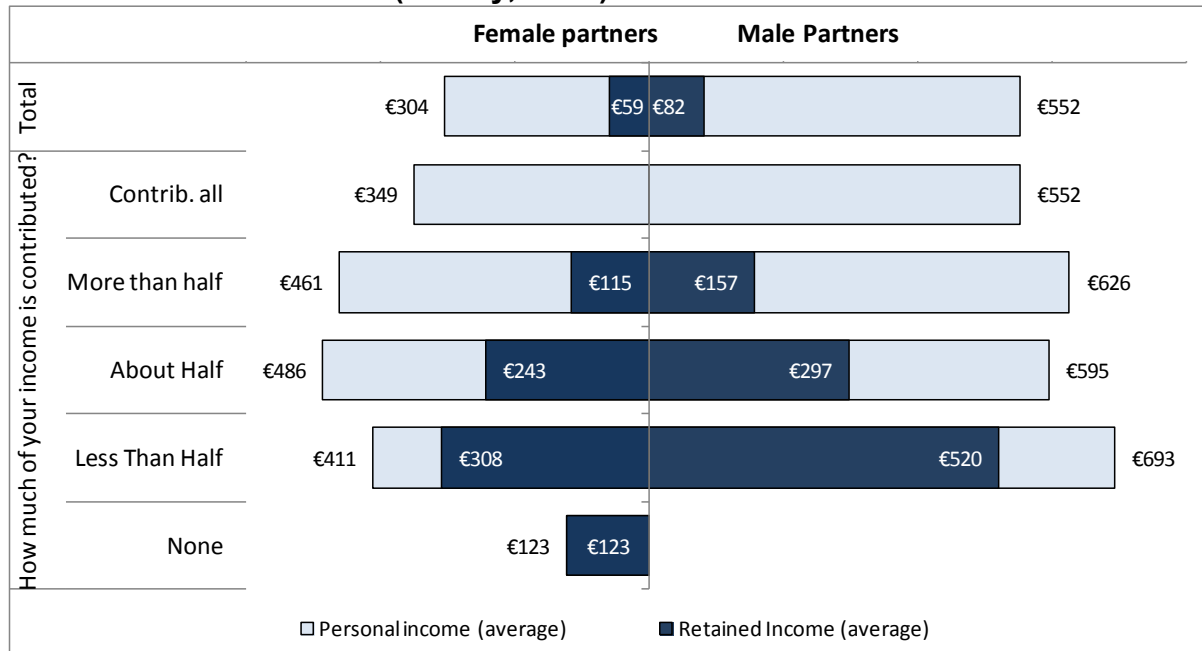 Female partners Male Partners
Total
€304 €59 €82 €552
How much of your income is contributed?
Contrib. all
€349 €552
More than half
€461 €115 €157 €626
About Half
€486 €243 €297 €595
Less Than Half
€411 €308 €520 €693
None
€123 €123
Personal income (average) Retained Income (average)